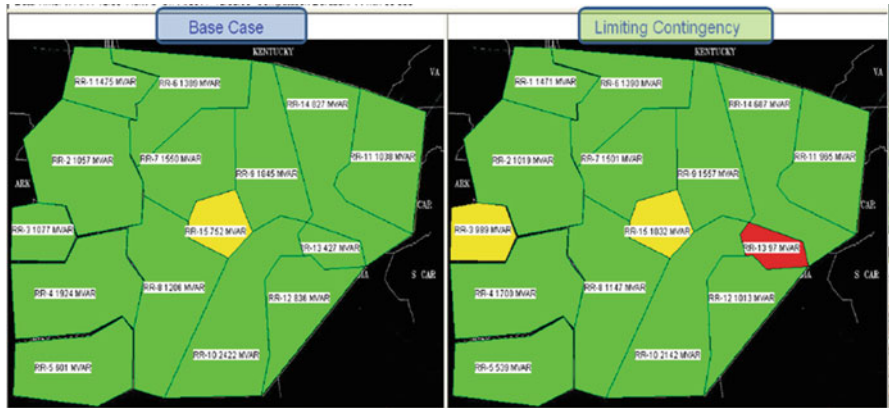 Base Case
Limiting Contingency
KENTUCKY
VA
RR-1 1475 MVAR
RR-6 1389 MVAR
RR-14 827 MVAR
RR-2 1057 MVAR
RR-7 1550 MVAR
RR-11 1038 MVAR
RR-9 1845 MVAR
ARK
CAR
RR-3 1077 MVAR
RR-15 752 MVAR
RR-13 427 MVAR
S CAR
RR-4 1924 MVAR
RR-8 1206 MVAR
RR-12 836 MVAR
RR-10 2422 MVAR
RR-5 601 MVAR
KENTUCKY
VA
RR-1 1471 MVAR
RR-6 1390 MVAR
RR-14 687 MVAR
RR-2 1019 MVAR
RR-7 1501 MVAR
RR-11 995 MVAR
RR-9 1557 MVAR
ARK
CAR
RR-3 989 MVAR
RR-15 1032 MVAR
RR-13 97 MVAR
S CAR
RR-4 1709 MVAR
RR-8 1147 MVAR
RR-12 1013 MVAR
RR-10 2142 MVAR
RR-5 539 MVAR